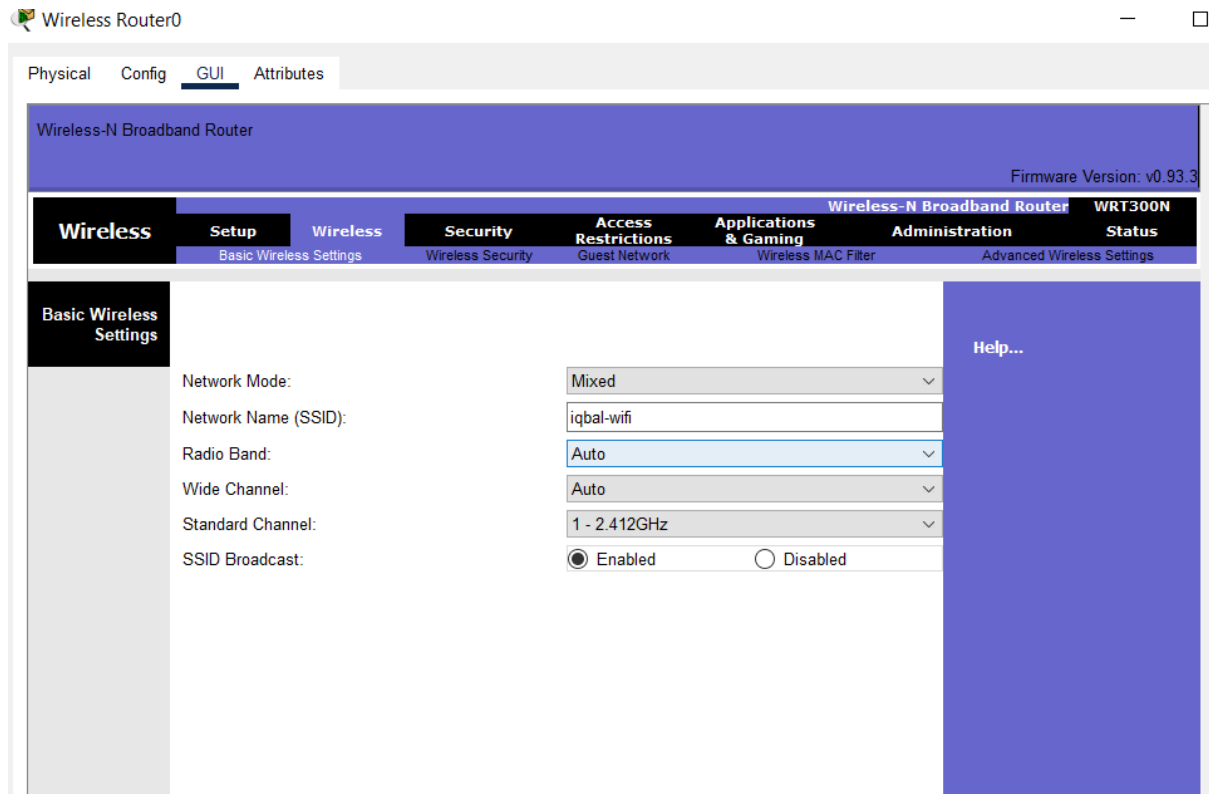 Wireless Router0
Physical Config GUI Attributes
Wireless-N Broadband Router
Firmware Version: v0.93.3
Wireless-N Broadband Router WRT300N
Wireless Setup Wireless Security Access Restrictions Applications & Gaming Administration Status
Basic Wireless Settings Wireless Security Guest Network Wireless MAC Filter Advanced Wireless Settings
Basic Wireless
Settings
Help...
Network Mode: Mixed
Network Name (SSID): iqbal-wifi
Radio Band: Auto
Wide Channel: Auto
Standard Channel: 1 - 2.412GHz
SSID Broadcast: Enabled Disabled